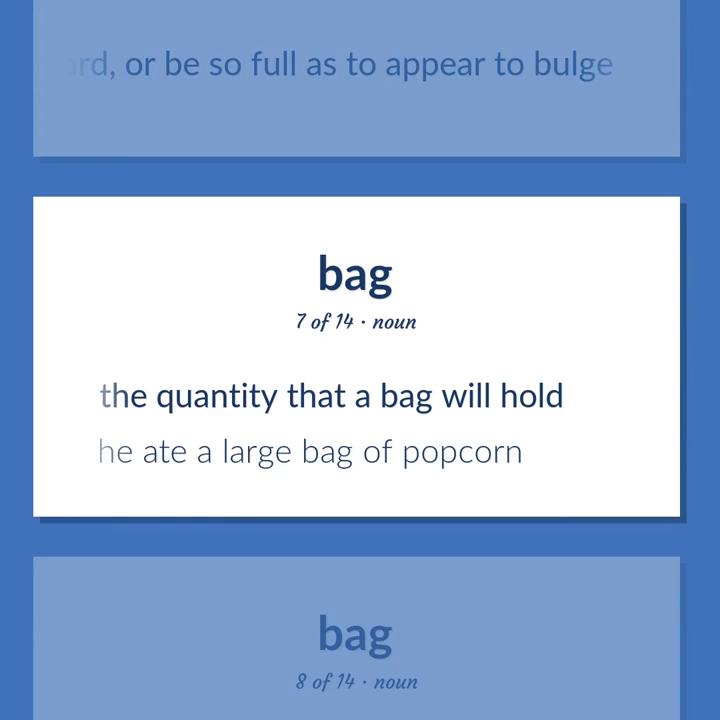 or be so full as to appear to bulge
bag
7 of 14 · noun
the quantity that a bag will hold
he ate a large bag of popcorn
bag
8 of 14 · noun